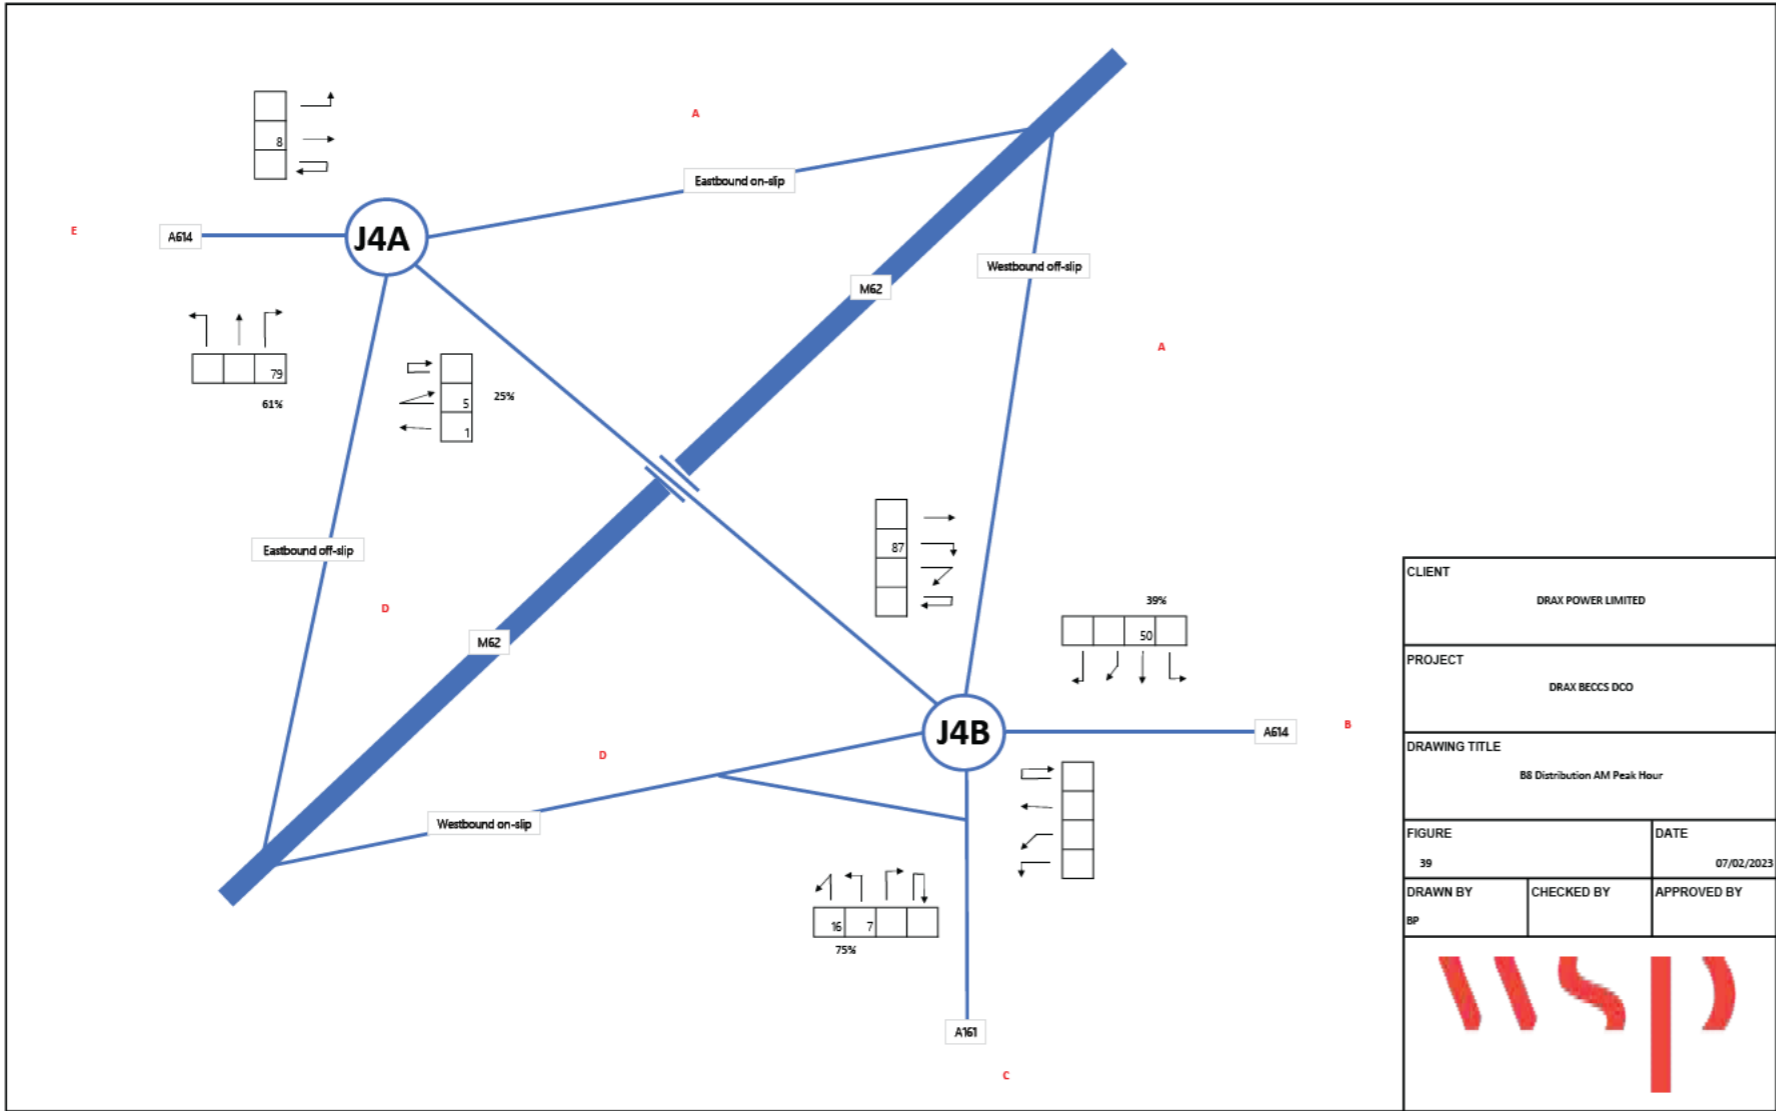 A
8
Eastbound on-slip
E
A614
J4A
Westbound off-slip
M62
A
79
61%
5
25%
1
87
Eastbound off-slip
39%
50
D
M62
J4B
A614
B
D
Westbound on-slip
16 7
75%
A161
C
CLIENT
DRAX POWER LIMITED
PROJECT
DRAX BECCS DCO
DRAWING TITLE
B8 Distribution AM Peak Hour
FIGURE
39
DATE
07/02/2023
DRAWN BY
BP
CHECKED BY
APPROVED BY
wsp